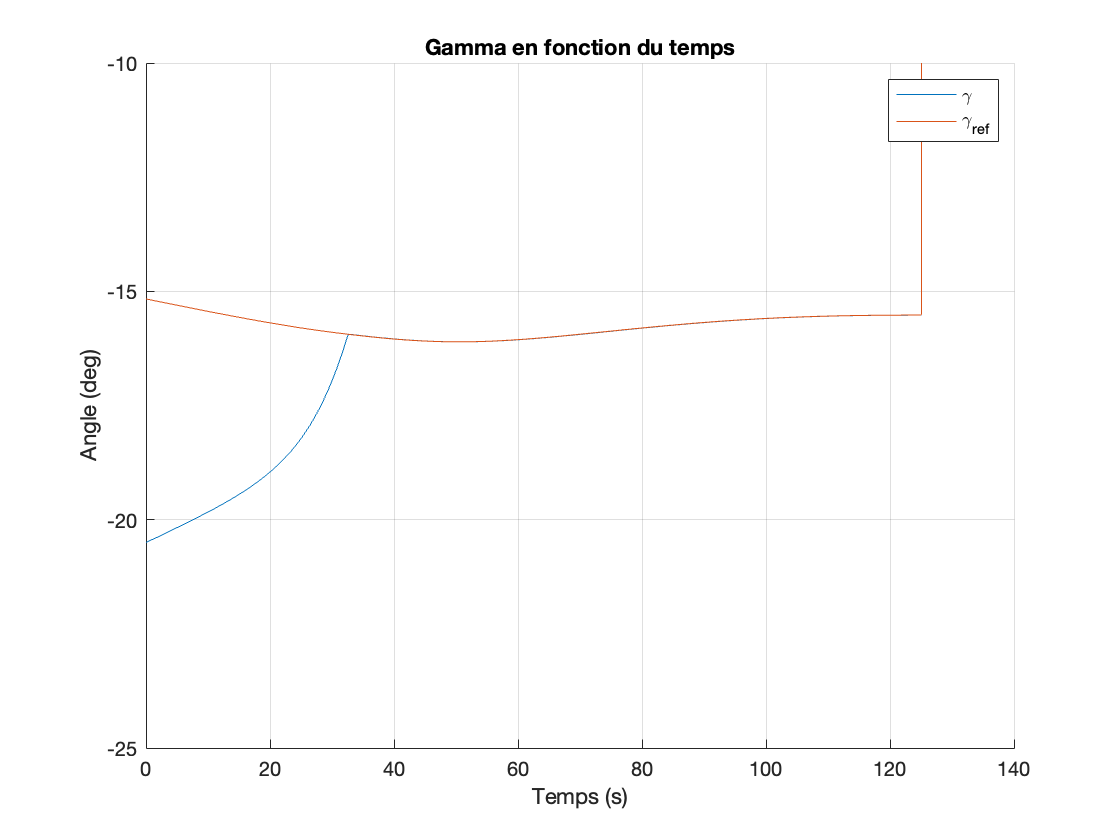 Gamma en fonction du temps
-10
-15
-20
-25
Angle (deg)
0 20 40 60 80 100 120 140
Temps (s)
γ
γref